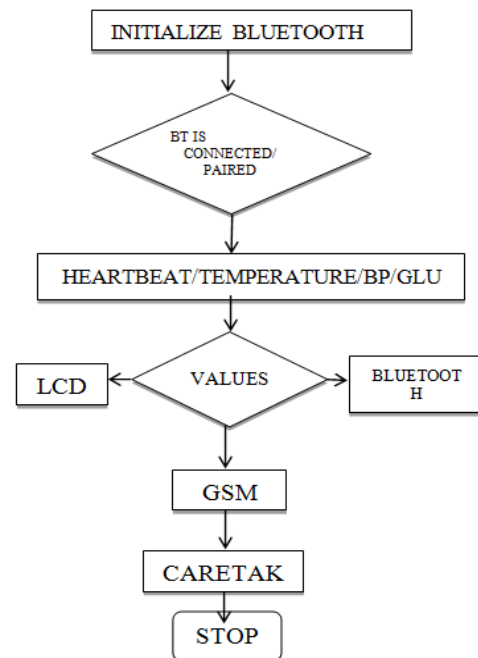 INITIALIZE BLUETOOTH
BT IS
CONNECTED/
PAIRED
HEARTBEAT/TEMPERATURE/BP/GLU
LCD
VALUES
BLUETOOT
H
GSM
CARETAK
STOP